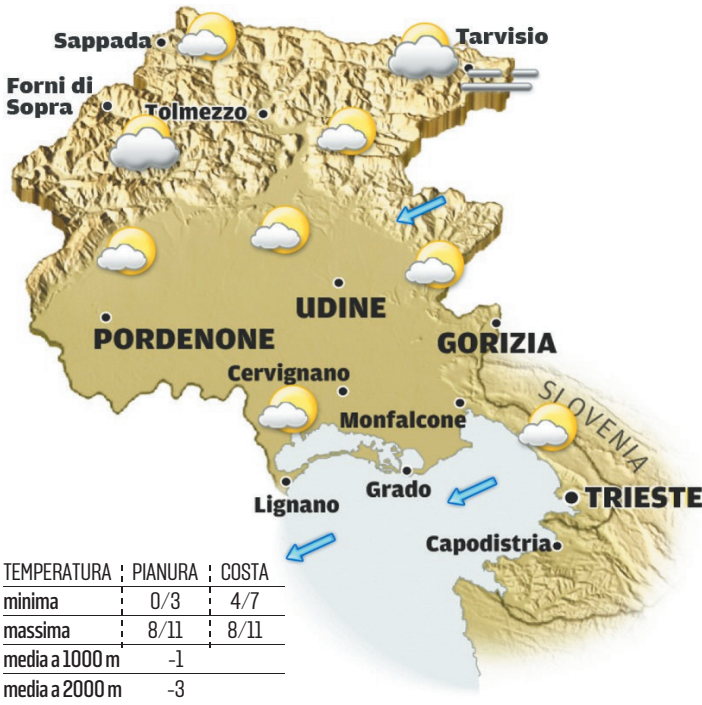 Sappada
Tarvisio
Forni di
Sopra
Tolmezzo
UDINE
PORDENONE
GORIZIA
Cervignano
SLOVENIA
Monfalcone
Grado
Lignano
TRIESTE
Capodistria
TEMPERATURA PIANURA COSTA
minima 0/3 4/7
massima 8/11 8/11
media a 1000 m -1
media a 2000 m -3